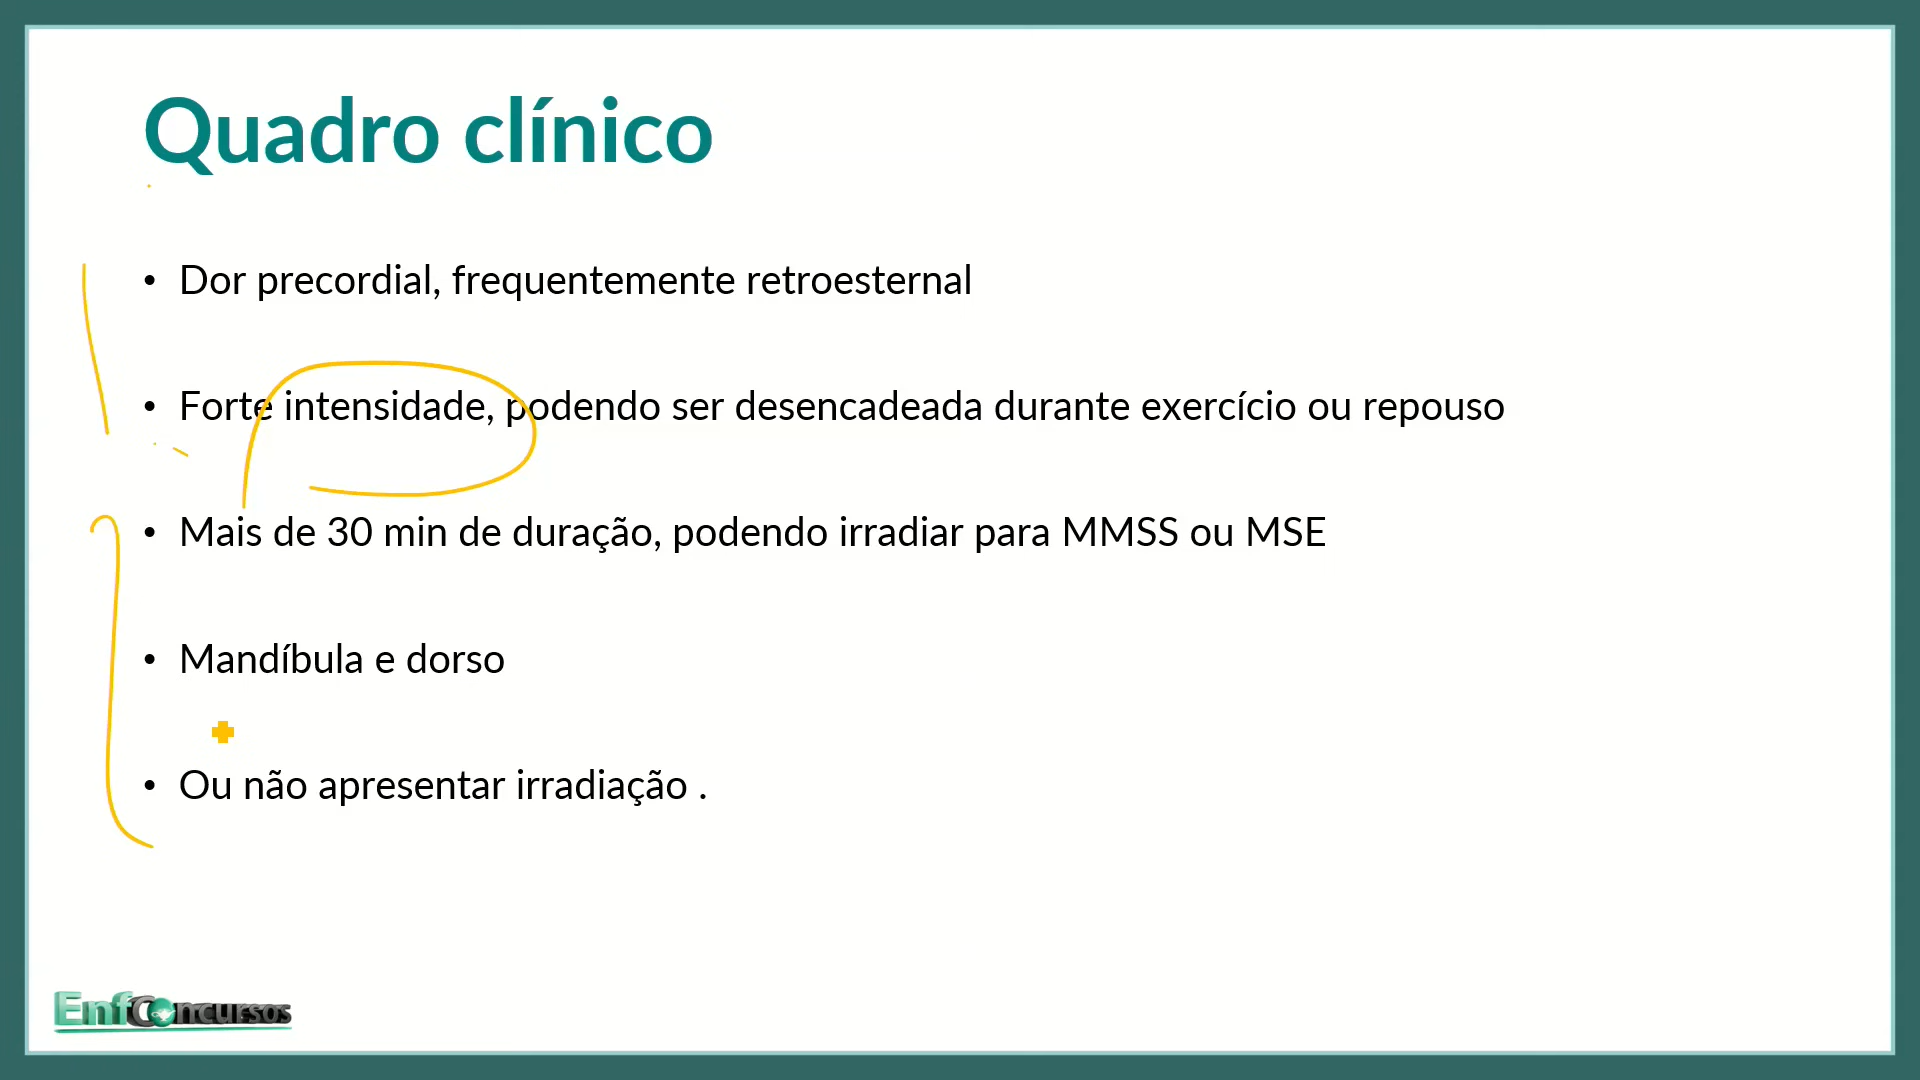 Quadro clínico
• Dor precordial, frequentemente retroesternal
• Forte intensidade, podendo ser desencadeada durante exercício ou repouso
• Mais de 30 min de duração, podendo irradiar para MMSS ou MSE
• Mandíbula e dorso
• Ou não apresentar irradiação .
EnfConcursos